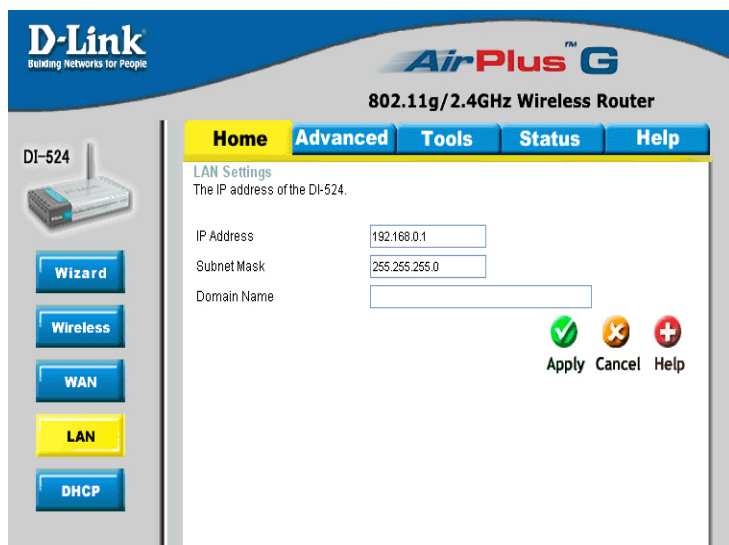 D-Link
Building Networks for People
AirPlus™ G
802.11g/2.4GHz Wireless Router
DI-524
Home
Advanced
Tools
Status
Help
Wizard
Wireless
WAN
LAN
DHCP
LAN Settings
The IP address of the DI-524.
IP Address 192.168.0.1
Subnet Mask 255.255.255.0
Domain Name
Apply Cancel Help